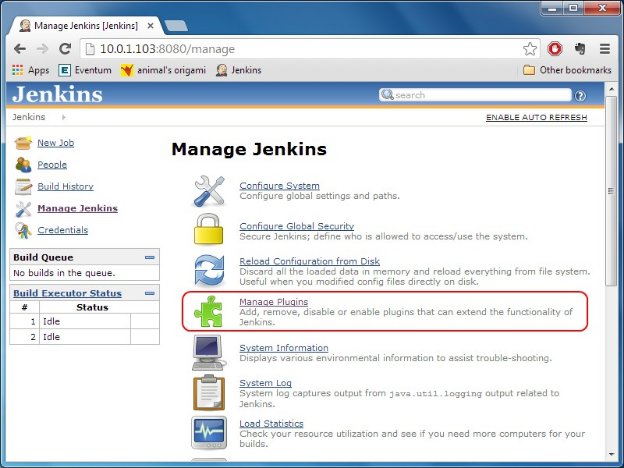 Manage Jenkins [Jenkins]
10.0.1.103:8080/manage
Apps Eventum animal's origami Jenkins Other bookmarks
Jenkins
search
Jenkins
ENABLE AUTO REFRESH
New Job
People
Build History
Manage Jenkins
Credentials
Build Queue
No builds in the queue.
Build Executor Status
# Status
1 Idle
2 Idle
Manage Jenkins
Configure System
Configure global settings and paths.
Configure Global Security
Secure Jenkins; define who is allowed to access/use the system.
Reload Configuration from Disk
Discard all the loaded data in memory and reload everything from file system.
Useful when you modified config files directly on disk.
Manage Plugins
Add, remove, disable or enable plugins that can extend the functionality of
Jenkins.
System Information
Displays various environmental information to assist trouble-shooting.
System Log
System log captures output from java.util.logging output related to
Jenkins.
Load Statistics
Check your resource utilization and see if you need more computers for your
builds.